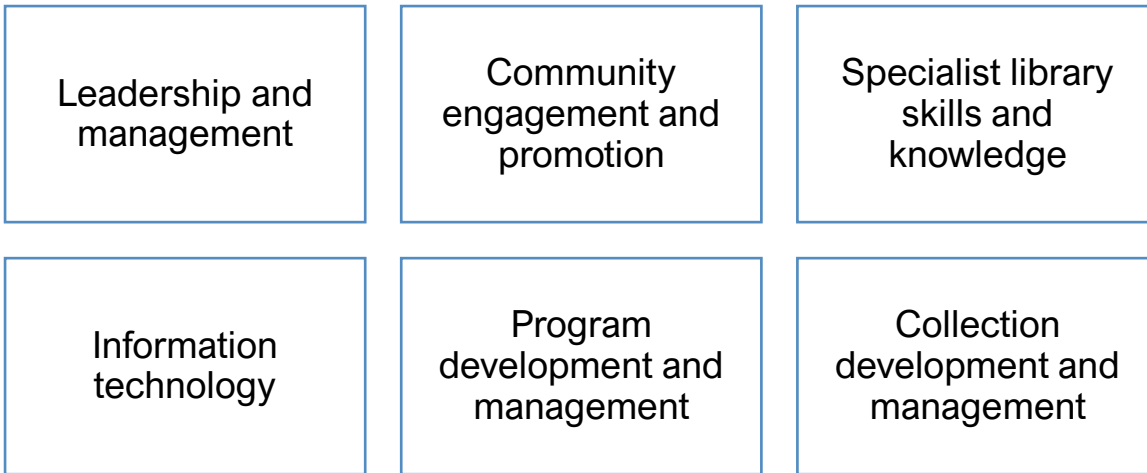 Leadership and
management
Community
engagement and
promotion
Specialist library
skills and
knowledge
Information
technology
Program
development and
management
Collection
development and
management